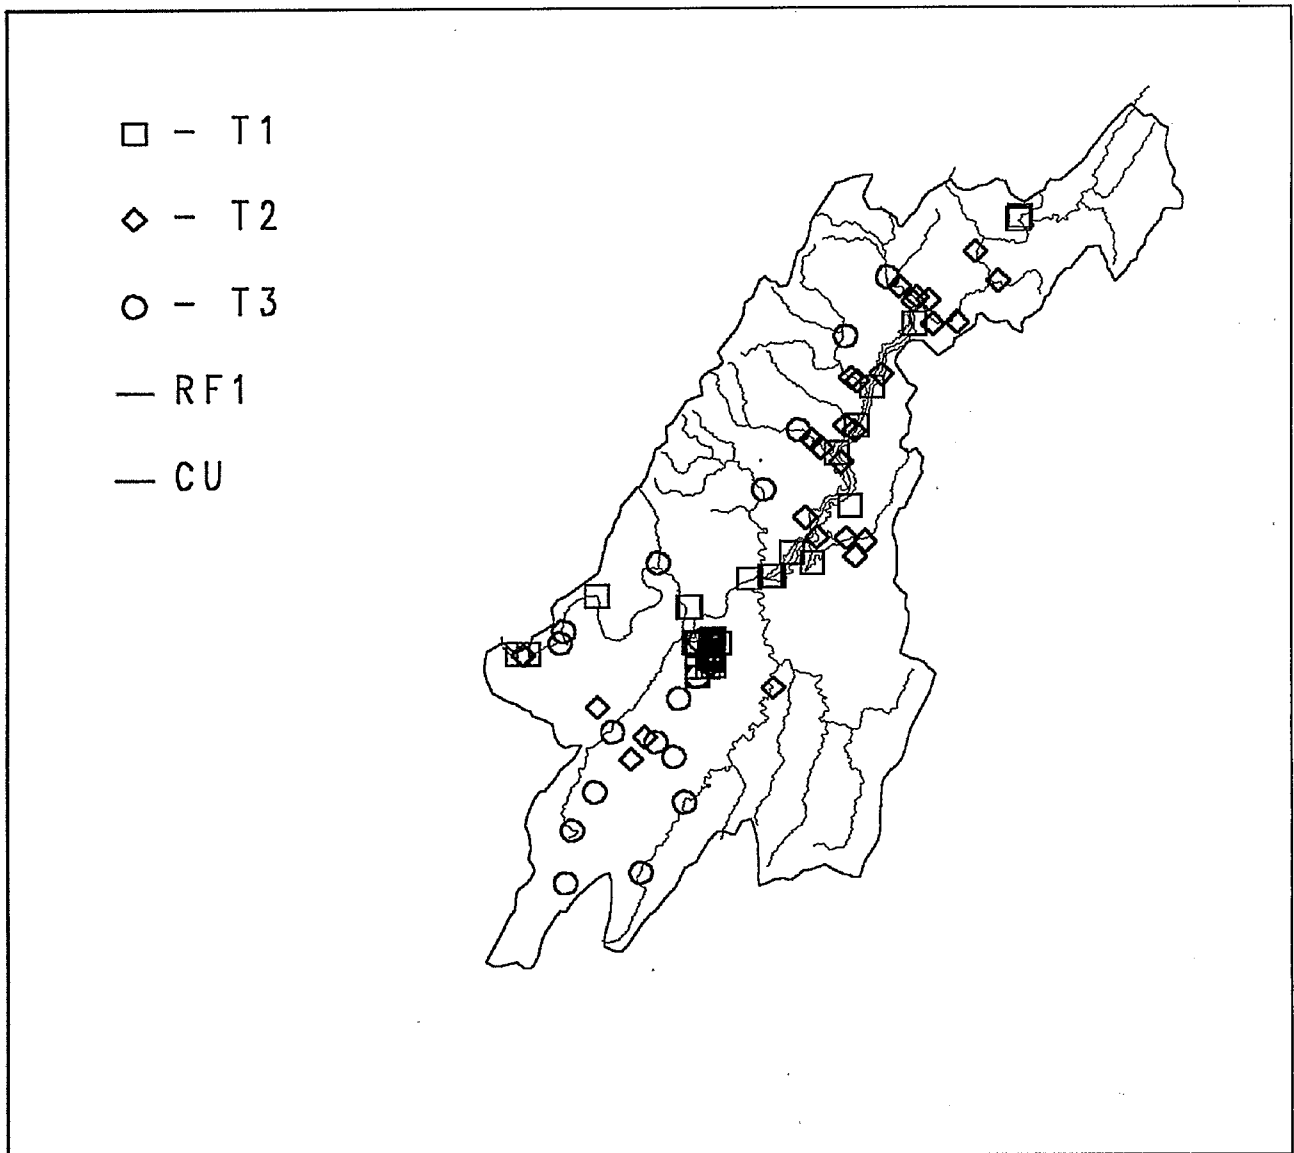 □ - T1
◇ - T2
○ - T3
— RF1
— CU